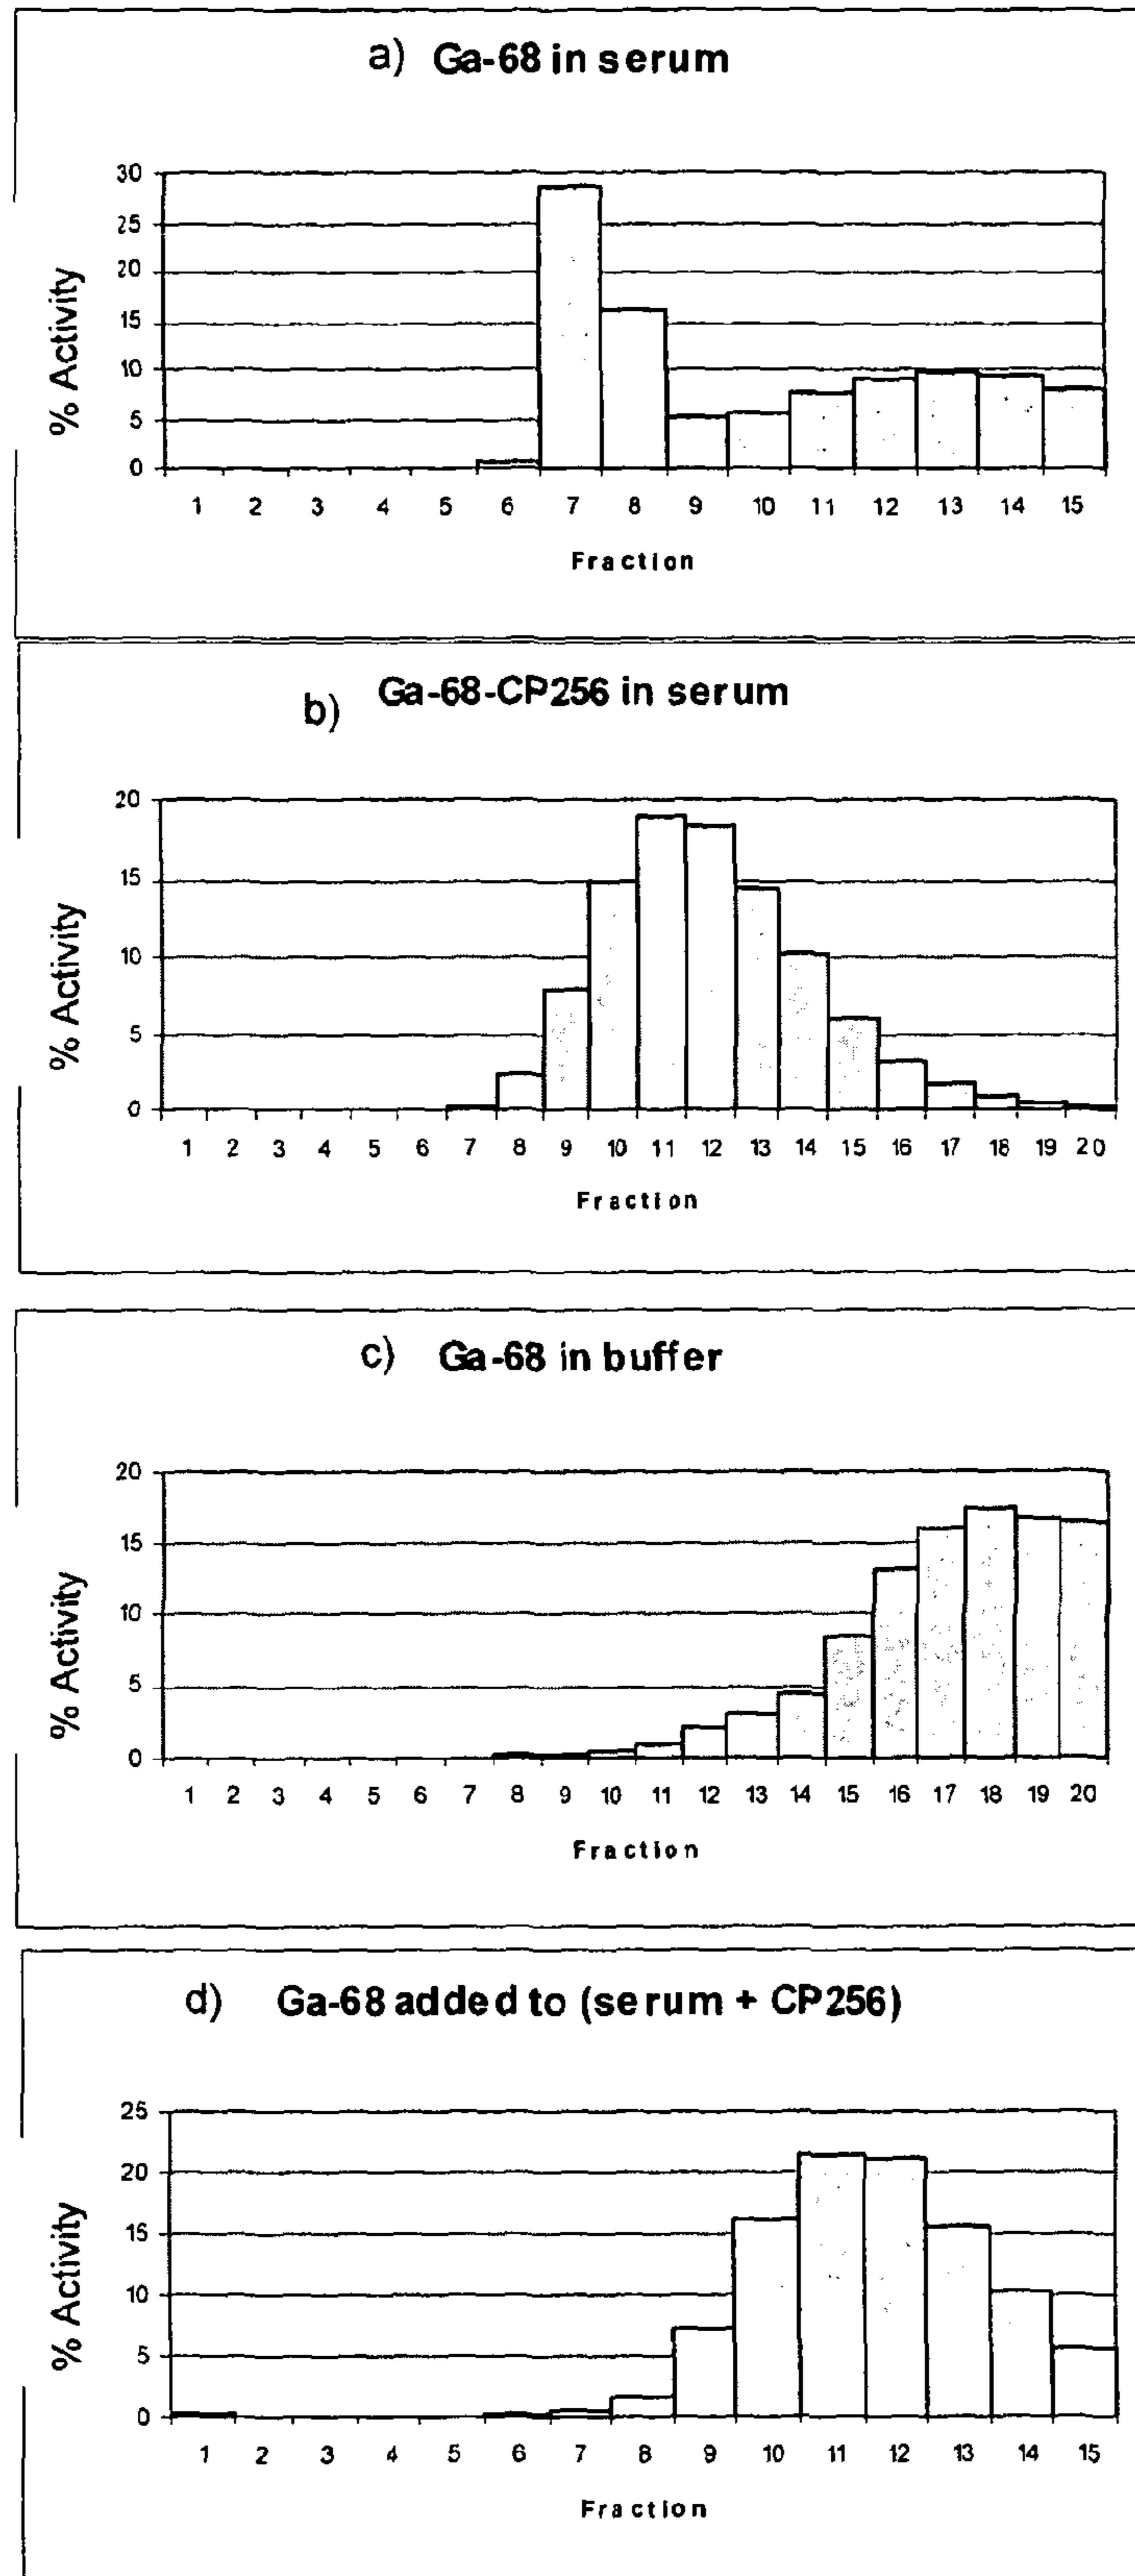 a) Ga-68 in serum
30
25
20
15
10
5
0
% Activity
1 2 3 4 5 6 7 8 9 10 11 12 13 14 15
Fraction
b) Ga-68-CP256 in serum
20
15
10
5
0
% Activity
1 2 3 4 5 6 7 8 9 10 11 12 13 14 15 16 17 18 19 20
Fraction
c) Ga-68 in buffer
20
15
10
5
0
% Activity
1 2 3 4 5 6 7 8 9 10 11 12 13 14 15 16 17 18 19 20
Fraction
d) Ga-68 added to (serum + CP256)
25
20
15
10
5
0
% Activity
1 2 3 4 5 6 7 8 9 10 11 12 13 14 15
Fraction